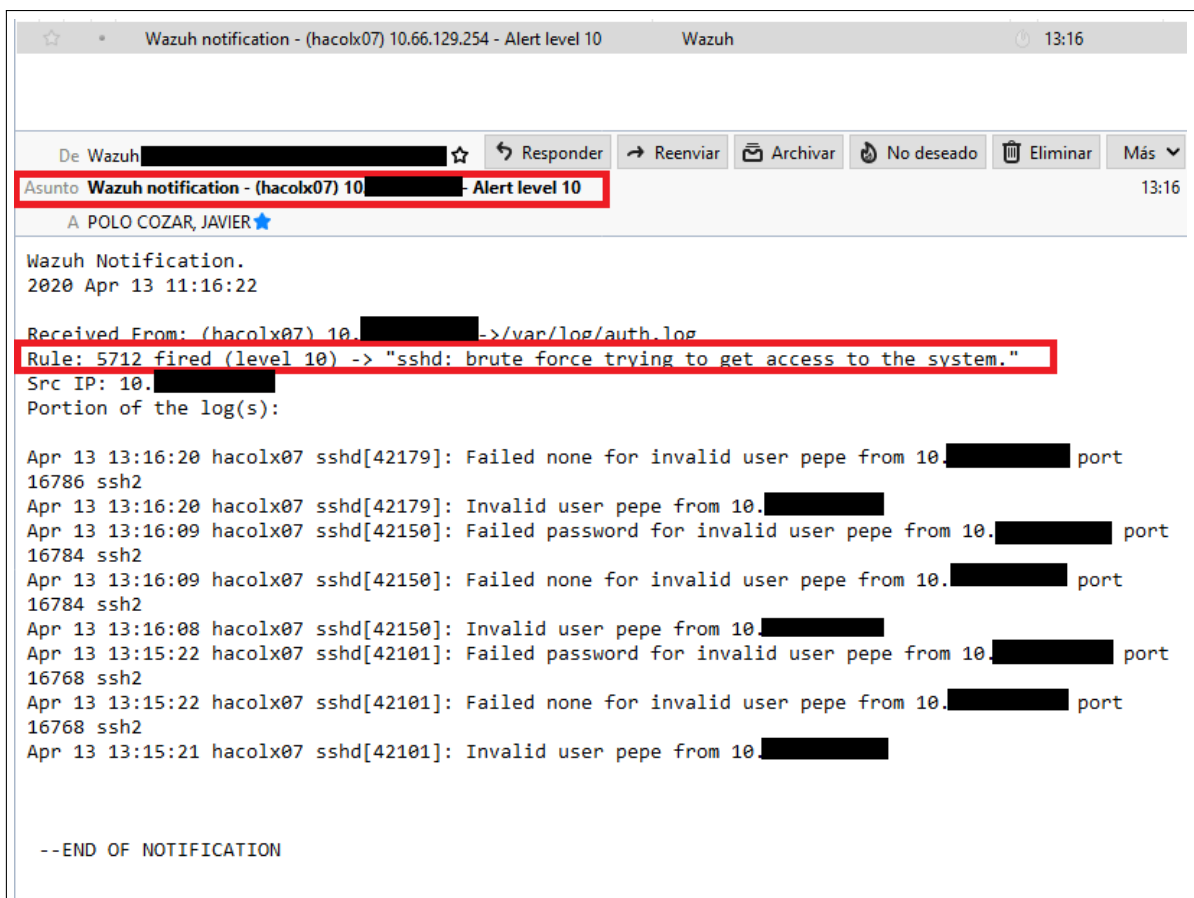 Wazuh notification - (hacolx07) 10.66.129.254 - Alert level 10 Wazuh 13:16
De Wazuh Responder Reenviar Archivar No deseado Eliminar Más
Asunto Wazuh notification - (hacolx07) 10. - Alert level 10 13:16
A POLO COZAR, JAVIER
Wazuh Notification.
2020 Apr 13 11:16:22
Received From: (hacolx07) 10. ->/var/log/auth.log
Rule: 5712 fired (level 10) -> "sshd: brute force trying to get access to the system."
Src IP: 10.
Portion of the log(s):
Apr 13 13:16:20 hacolx07 sshd[42179]: Failed none for invalid user pepe from 10. port
16786 ssh2
Apr 13 13:16:20 hacolx07 sshd[42179]: Invalid user pepe from 10.
Apr 13 13:16:09 hacolx07 sshd[42150]: Failed password for invalid user pepe from 10. port
16784 ssh2
Apr 13 13:16:09 hacolx07 sshd[42150]: Failed none for invalid user pepe from 10. port
16784 ssh2
Apr 13 13:16:08 hacolx07 sshd[42150]: Invalid user pepe from 10.
Apr 13 13:15:22 hacolx07 sshd[42101]: Failed password for invalid user pepe from 10. port
16768 ssh2
Apr 13 13:15:22 hacolx07 sshd[42101]: Failed none for invalid user pepe from 10. port
16768 ssh2
Apr 13 13:15:21 hacolx07 sshd[42101]: Invalid user pepe from 10.
--END OF NOTIFICATION